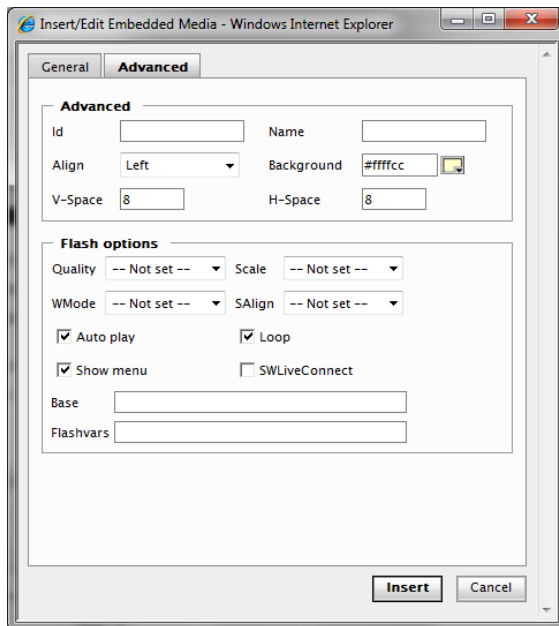 Insert/Edit Embedded Media - Windows Internet Explorer
General Advanced
Advanced
Id Name
Align Left Background #ffffcc
V-Space 8 H-Space 8
Flash options
Quality -- Not set -- Scale -- Not set --
WMode -- Not set -- SAlign -- Not set --
Auto play Loop
Show menu SWLiveConnect
Base
Flashvars
Insert Cancel